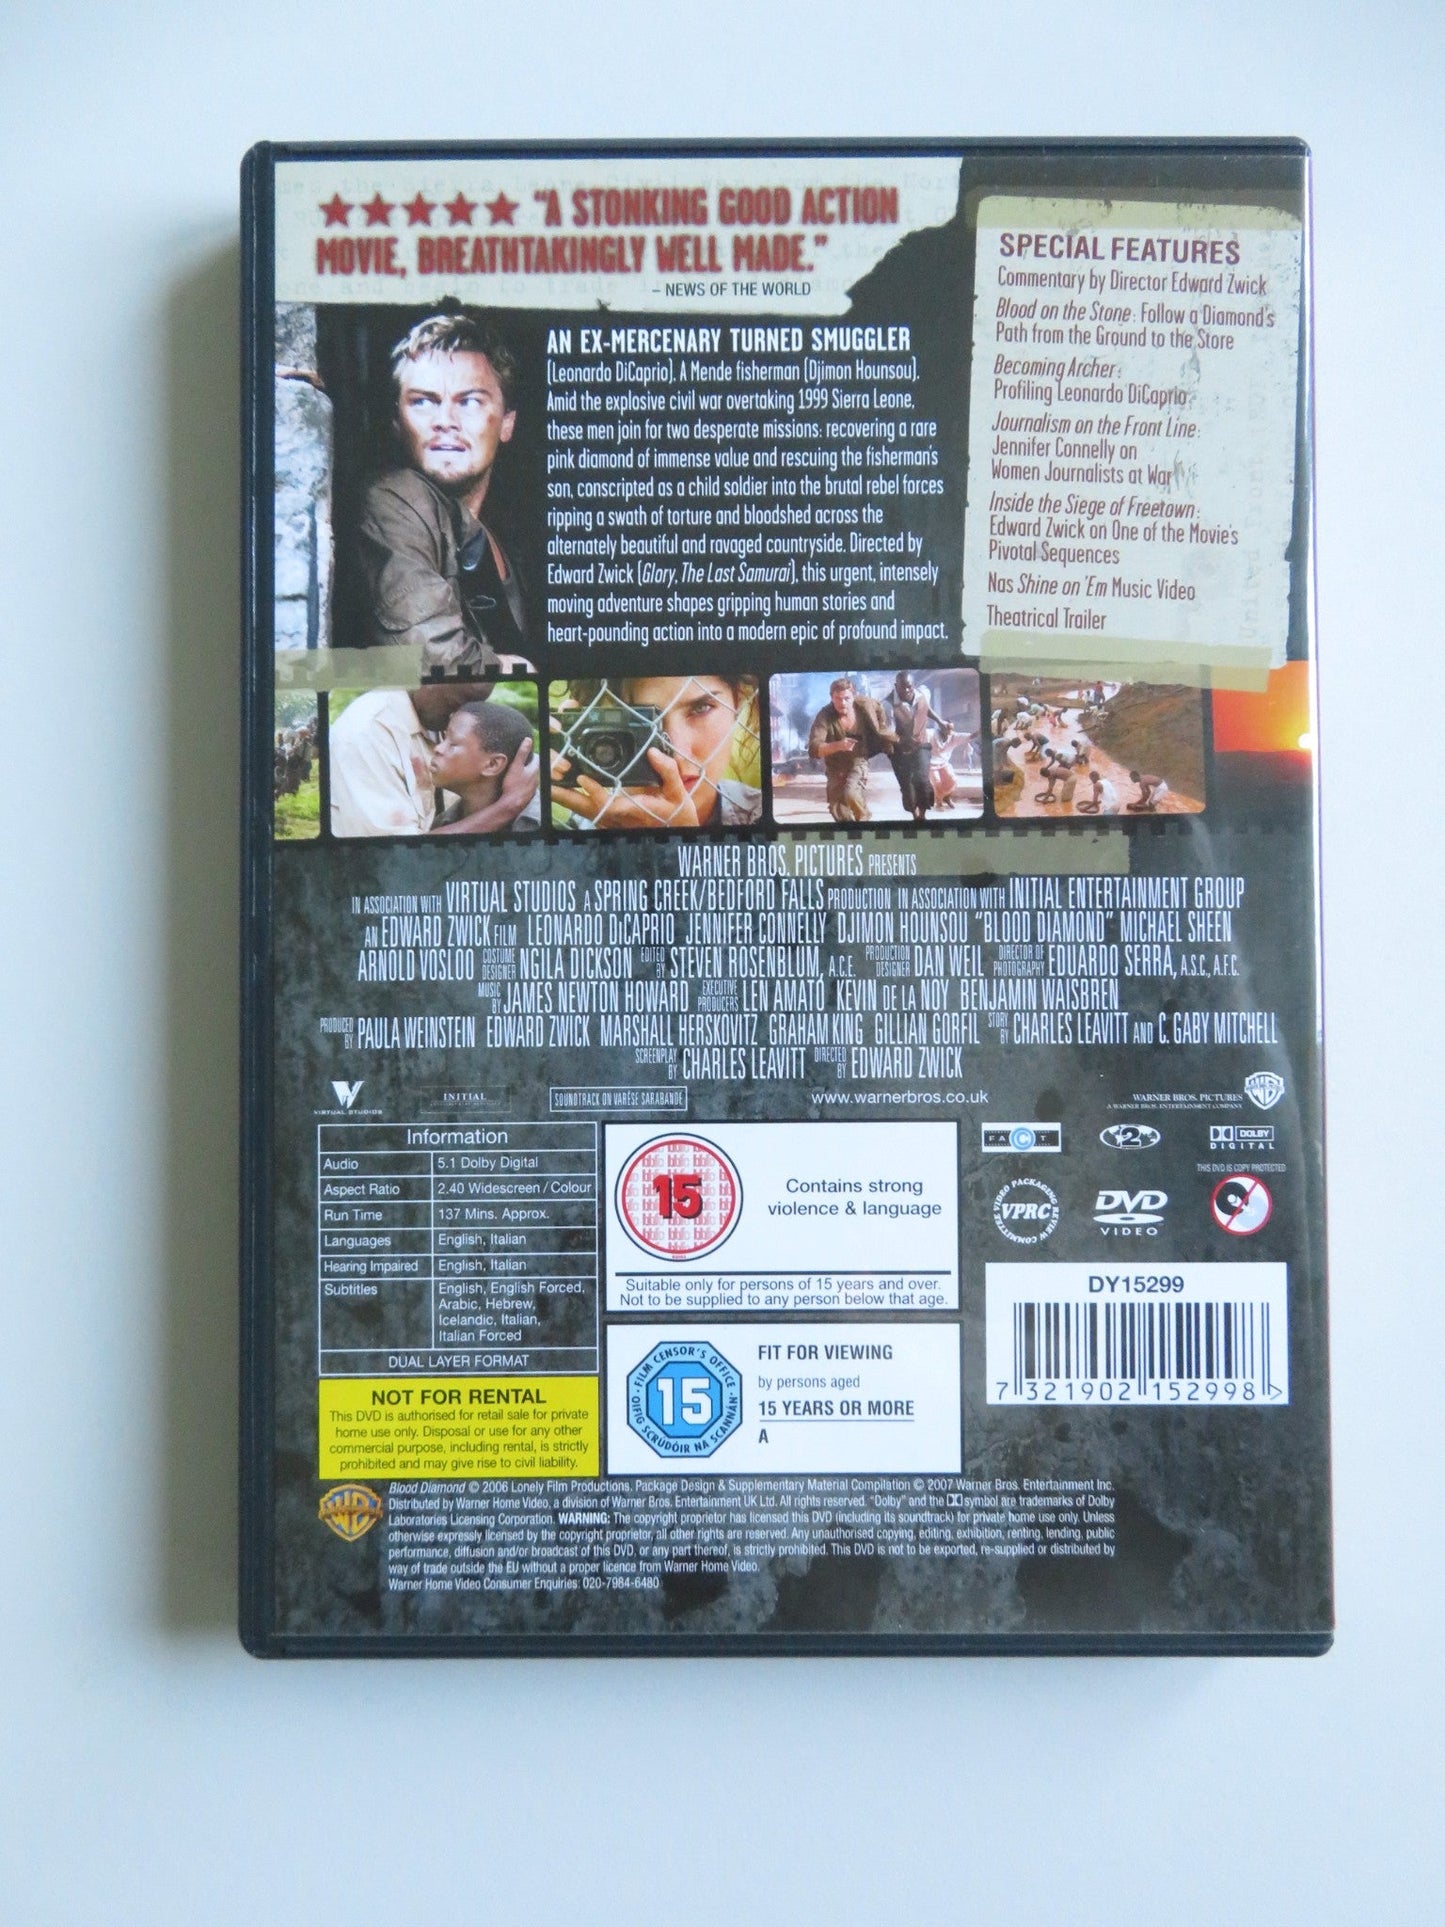 ★★★★★ "A STONKING GOOD ACTION
MOVIE, BREATHTAKINGLY WELL MADE."
– NEWS OF THE WORLD
AN EX-MERCENARY TURNED SMUGGLER
(Leonardo DiCaprio). A Mende fisherman (Djimon Hounsou).
Amid the explosive civil war overtaking 1999 Sierra Leone,
these men join for two desperate missions: recovering a rare
pink diamond of immense value and rescuing the fisherman's
son, conscripted as a child soldier into the brutal rebel forces
ripping a swath of torture and bloodshed across the
alternately beautiful and ravaged countryside. Directed by
Edward Zwick (Glory, The Last Samurai), this urgent, intensely
moving adventure shapes gripping human stories and
heart-pounding action into a modern epic of profound impact.
SPECIAL FEATURES
Commentary by Director Edward Zwick
Blood on the Stone: Follow a Diamond's
Path from the Ground to the Store
Becoming Archer:
Profiling Leonardo DiCaprio
Journalism on the Front Line:
Jennifer Connelly on
Women Journalists at War
Inside the Siege of Freetown:
Edward Zwick on One of the Movie's
Pivotal Sequences
Nas Shine on 'Em Music Video
Theatrical Trailer
WARNER BROS. PICTURES PRESENTS
IN ASSOCIATION WITH VIRTUAL STUDIOS A SPRING CREEK/BEDFORD FALLS PRODUCTION IN ASSOCIATION WITH INITIAL ENTERTAINMENT GROUP
AN EDWARD ZWICK FILM LEONARDO DiCAPRIO JENNIFER CONNELLY DJIMON HOUNSOU "BLOOD DIAMOND" MICHAEL SHEEN
ARNOLD VOSLOO COSTUME DESIGNER NGILA DICKSON EDITED BY STEVEN ROSENBLUM, A.C.E. PRODUCTION DESIGNER DAN WEIL DIRECTOR OF PHOTOGRAPHY EDUARDO SERRA, A.S.C., A.F.C.
MUSIC BY JAMES NEWTON HOWARD EXECUTIVE PRODUCERS LEN AMATO KEVIN DE LA NOY BENJAMIN WAISBREN
PRODUCED BY PAULA WEINSTEIN EDWARD ZWICK MARSHALL HERSKOVITZ GRAHAM KING GILLIAN GORFIL STORY BY CHARLES LEAVITT AND C. GABY MITCHELL
SCREENPLAY BY CHARLES LEAVITT DIRECTED BY EDWARD ZWICK
VIRTUAL STUDIOS
INITIAL
SOUNDTRACK ON VARÈSE SARABANDE
www.warnerbros.co.uk
WARNER BROS. PICTURES
A WARNER BROS. ENTERTAINMENT COMPANY
Information
Audio 5.1 Dolby Digital
Aspect Ratio 2.40 Widescreen / Colour
Run Time 137 Mins. Approx.
Languages English, Italian
Hearing Impaired English, Italian
Subtitles English, English Forced,
Arabic, Hebrew,
Icelandic, Italian,
Italian Forced
DUAL LAYER FORMAT
NOT FOR RENTAL
This DVD is authorised for retail sale for private
home use only. Disposal or use for any other
commercial purpose, including rental, is strictly
prohibited and may give rise to civil liability.
15
Contains strong
violence & language
Suitable only for persons of 15 years and over.
Not to be supplied to any person below that age.
FILM CENSOR'S OFFICE
15
OIFIG SCRÚDÓIR NA SCANNÁN
FIT FOR VIEWING
by persons aged
15 YEARS OR MORE
A
FACT
2
DOLBY
DIGITAL
THIS DVD IS COPY PROTECTED
VIDEO PACKAGING REVIEW COMMITTEE
VPRC
DVD
VIDEO
DY15299
7 321902 152998 >
Blood Diamond © 2006 Lonely Film Productions. Package Design & Supplementary Material Compilation © 2007 Warner Bros. Entertainment Inc.
Distributed by Warner Home Video, a division of Warner Bros. Entertainment UK Ltd. All rights reserved. "Dolby" and the DD symbol are trademarks of Dolby
Laboratories Licensing Corporation. WARNING: The copyright proprietor has licensed this DVD (including its soundtrack) for private home use only. Unless
otherwise expressly licensed by the copyright proprietor, all other rights are reserved. Any unauthorised copying, editing, exhibition, renting, lending, public
performance, diffusion and/or broadcast of this DVD, or any part thereof, is strictly prohibited. This DVD is not to be exported, re-supplied or distributed by
way of trade outside the EU without a proper licence from Warner Home Video.
Warner Home Video Consumer Enquiries: 020-7984-6480